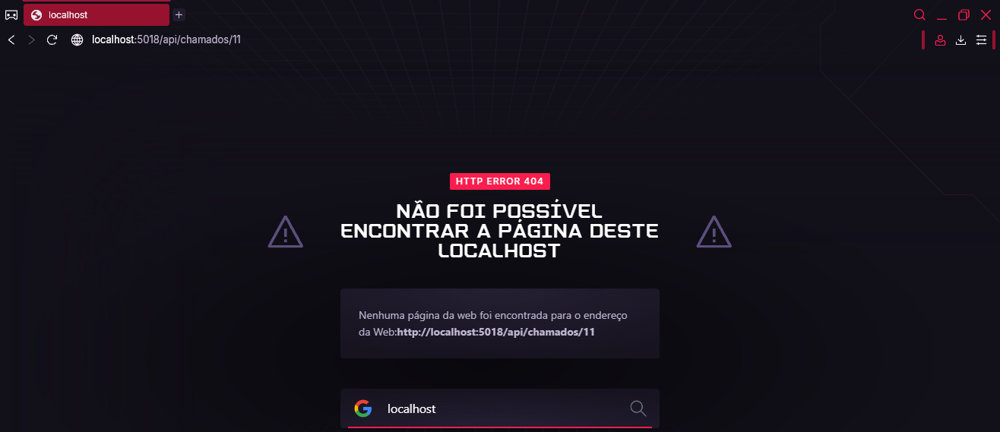 localhost
localhost:5018/api/chamados/11
HTTP ERROR 404
NÃO FOI POSSÍVEL
ENCONTRAR A PÁGINA DESTE
LOCALHOST
Nenhuma página da web foi encontrada para o endereço
da Web:http://localhost:5018/api/chamados/11
localhost